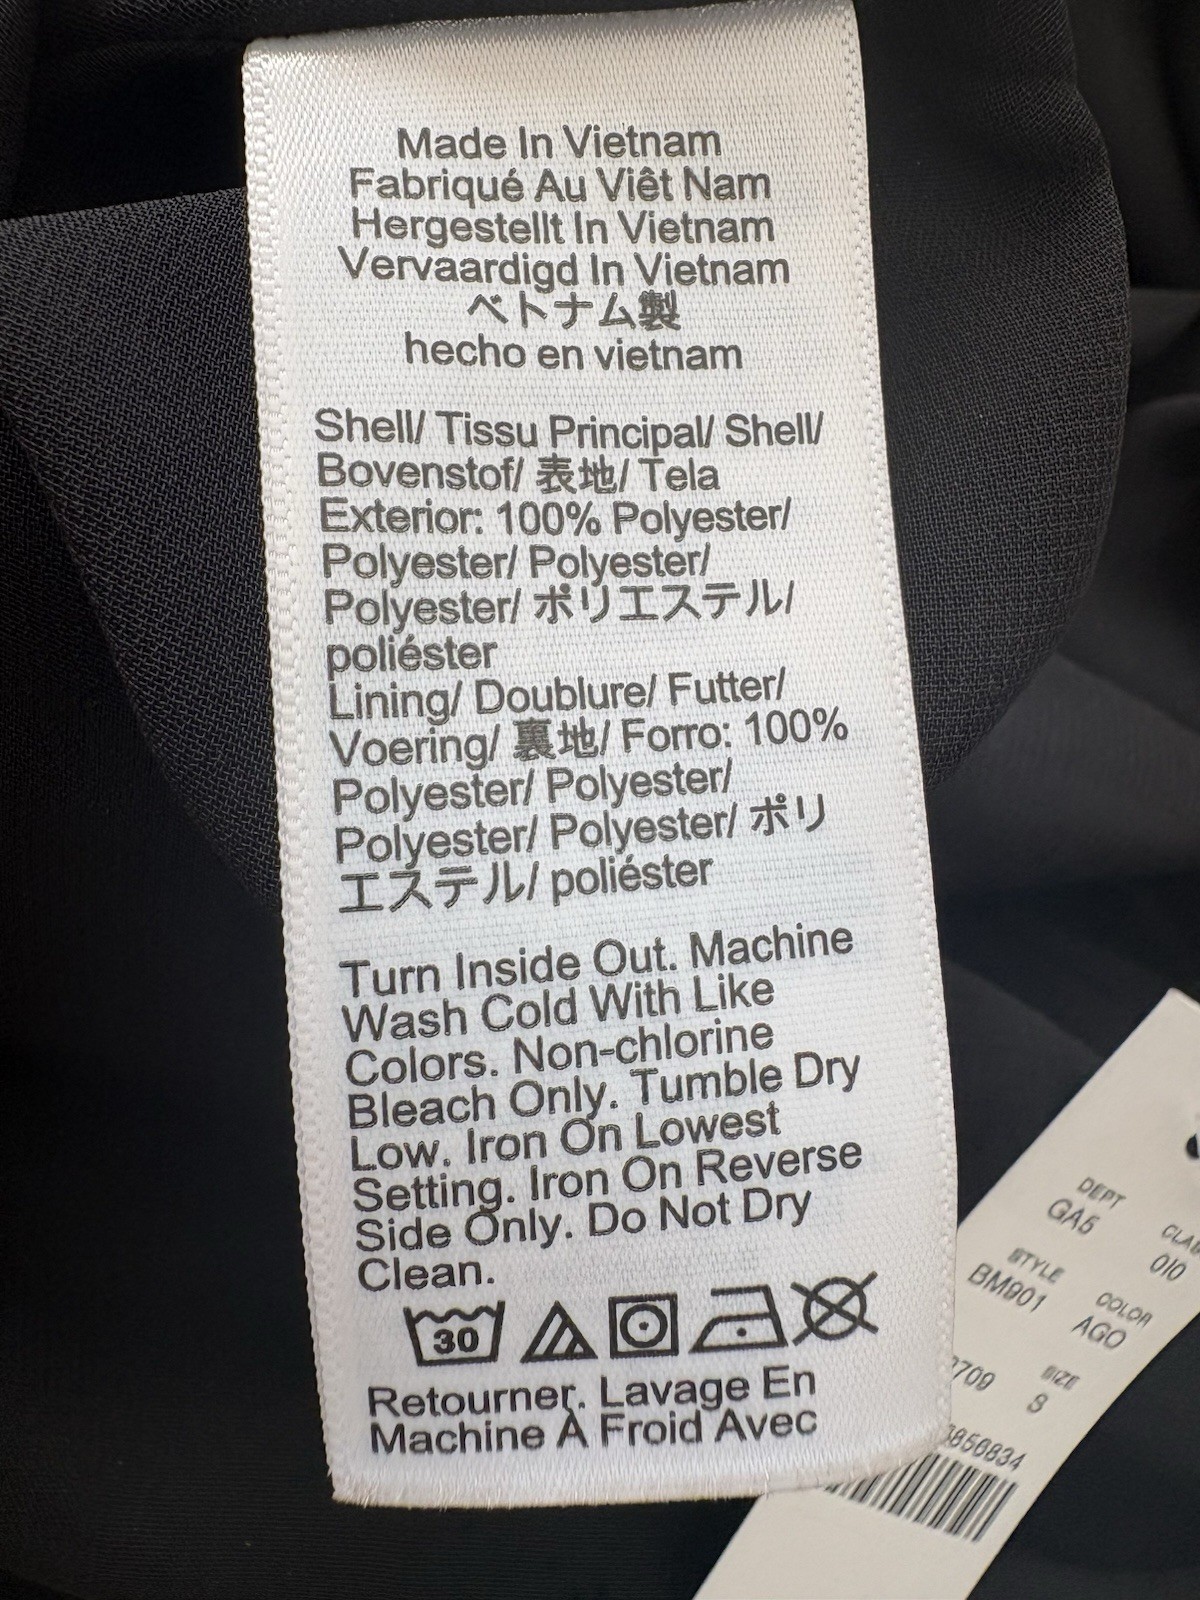 Made In Vietnam
Fabriqué Au Viêt Nam
Hergestellt In Vietnam
Vervaardigd In Vietnam
ベトナム製
hecho en vietnam
Shell/ Tissu Principal/ Shell/
Bovenstof/ 表地/ Tela
Exterior: 100% Polyester/
Polyester/ Polyester/
Polyester/ ポリエステル/
poliéster
Lining/ Doublure/ Futter/
Voering/ 裏地/ Forro: 100%
Polyester/ Polyester/
Polyester/ Polyester/ ポリ
エステル/ poliéster
Turn Inside Out. Machine
Wash Cold With Like
Colors. Non-chlorine
Bleach Only. Tumble Dry
Low. Iron On Lowest
Setting. Iron On Reverse
Side Only. Do Not Dry
Clean.
30
Retourner. Lavage En
Machine À Froid Avec
DEPT
GA5
010
STYLE
BM901
COLOR
AGO
709
SIZE
S
856834